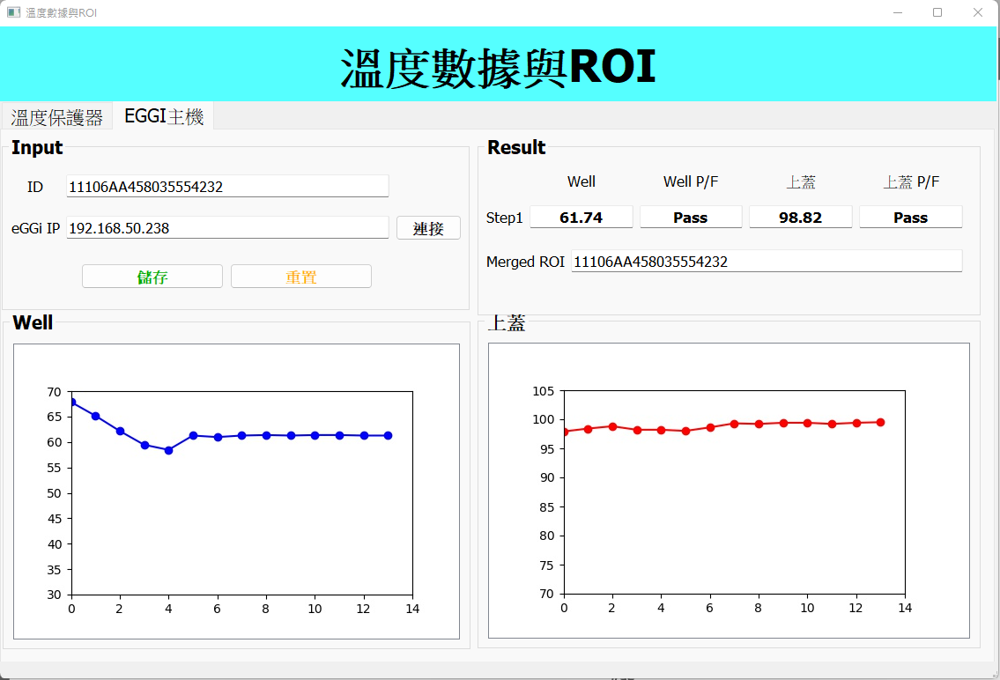 溫度數據與ROI
溫度數據與ROI
溫度保護器 EGGI主機
Input
ID 11106AA458035554232
eGGi IP 192.168.50.238 連接
儲存 重置
Result
Well Well P/F 上蓋 上蓋 P/F
Step1 61.74 Pass 98.82 Pass
Merged ROI 11106AA458035554232
Well
70
65
60
55
50
45
40
35
30
0 2 4 6 8 10 12 14
上蓋
105
100
95
90
85
80
75
70
0 2 4 6 8 10 12 14